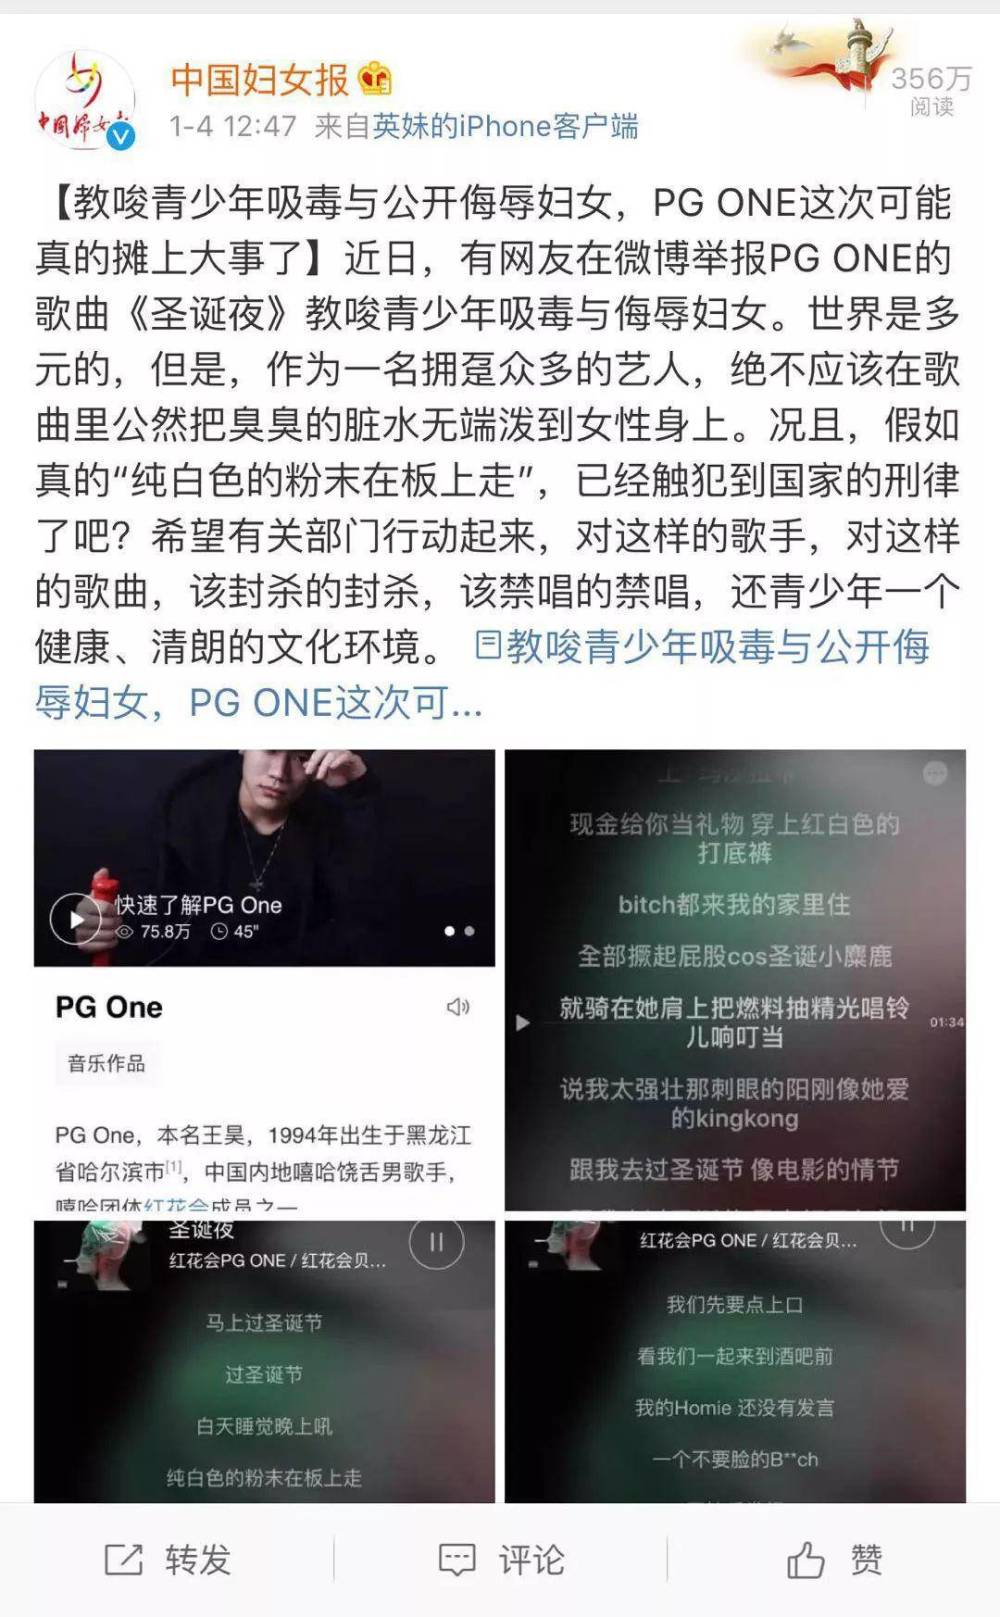 中国妇女报
356万
1-4 12:47 来自英妹的iPhone客户端
阅读
【教唆青少年吸毒与公开侮辱妇女，PG ONE这次可能
真的摊上大事了】近日，有网友在微博举报PG ONE的
歌曲《圣诞夜》教唆青少年吸毒与侮辱妇女。世界是多
元的，但是，作为一名拥趸众多的艺人，绝不应该在歌
曲里公然把臭臭的脏水无端泼到女性身上。况且，假如
真的“纯白色的粉末在板上走”，已经触犯到国家的刑律
了吧？希望有关部门行动起来，对这样的歌手，对这样
的歌曲，该封杀的封杀，该禁唱的禁唱，还青少年一个
健康、清朗的文化环境。 教唆青少年吸毒与公开侮
辱妇女，PG ONE这次可...
快速了解PG One
75.8万 45"
PG One
音乐作品
PG One，本名王昊，1994年出生于黑龙江
省哈尔滨市[1]，中国内地嘻哈饶舌男歌手，
嘻哈团体红花会成员之一
现金给你当礼物 穿上红白色的
打底裤
bitch都来我的家里住
全部撅起屁股cos圣诞小麋鹿
就骑在她肩上把燃料抽精光唱铃
儿响叮当
01:34
说我太强壮那刺眼的阳刚像她爱
的kingkong
跟我去过圣诞节 像电影的情节
圣诞夜
红花会PG ONE / 红花会贝...
马上过圣诞节
过圣诞节
白天睡觉晚上吼
纯白色的粉末在板上走
红花会PG ONE / 红花会贝...
我们先要点上口
看我们一起来到酒吧前
我的Homie 还没有发言
一个不要脸的B**ch
转发
评论
赞